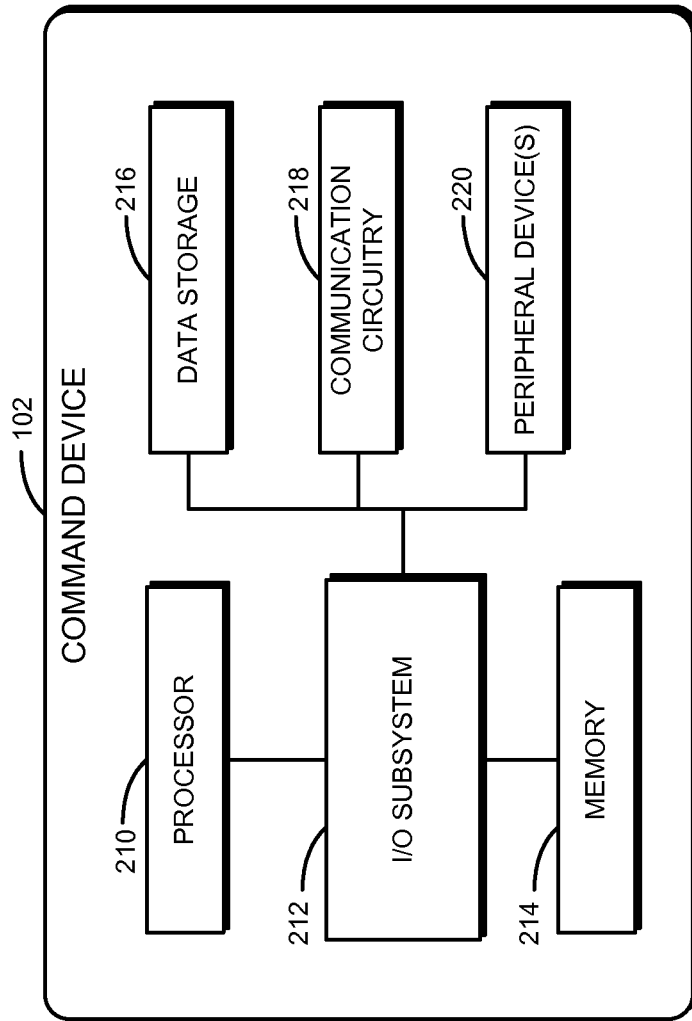 102
COMMAND DEVICE
210
PROCESSOR
212
I/O SUBSYSTEM
214
MEMORY
216
DATA STORAGE
218
COMMUNICATION
CIRCUITRY
220
PERIPHERAL DEVICE(S)